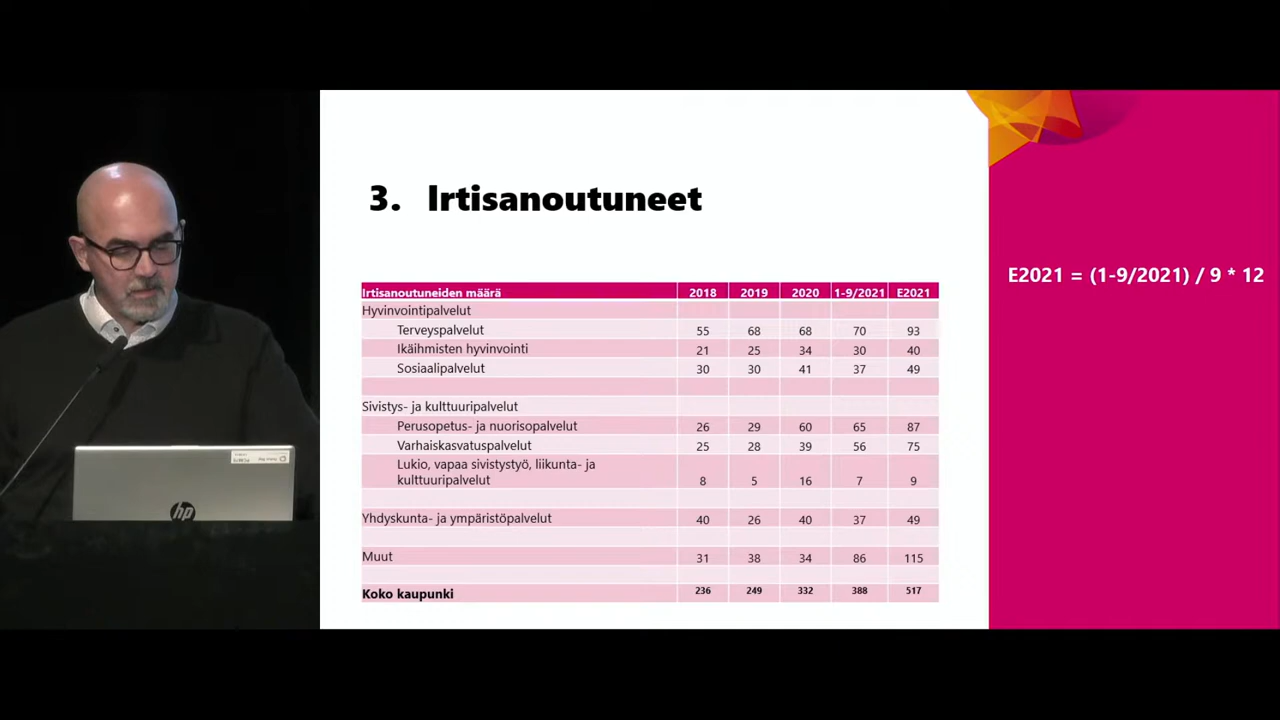 3. Irtisanoutuneet
E2021 = (1-9/2021) / 9 * 12
Irtisanoutuneiden määrä 2018 2019 2020 1-9/2021 E2021
Hyvinvointipalvelut
Terveyspalvelut 55 68 68 70 93
Ikäihmisten hyvinvointi 21 25 34 30 40
Sosiaalipalvelut 30 30 41 37 49
Sivistys- ja kulttuuripalvelut
Perusopetus- ja nuorisopalvelut 26 29 60 65 87
Varhaiskasvatuspalvelut 25 28 39 56 75
Lukio, vapaa sivistystyö, liikunta- ja
kulttuuripalvelut 8 5 16 7 9
Yhdyskunta- ja ympäristöpalvelut 40 26 40 37 49
Muut 31 38 34 86 115
Koko kaupunki 236 249 332 388 517
hp